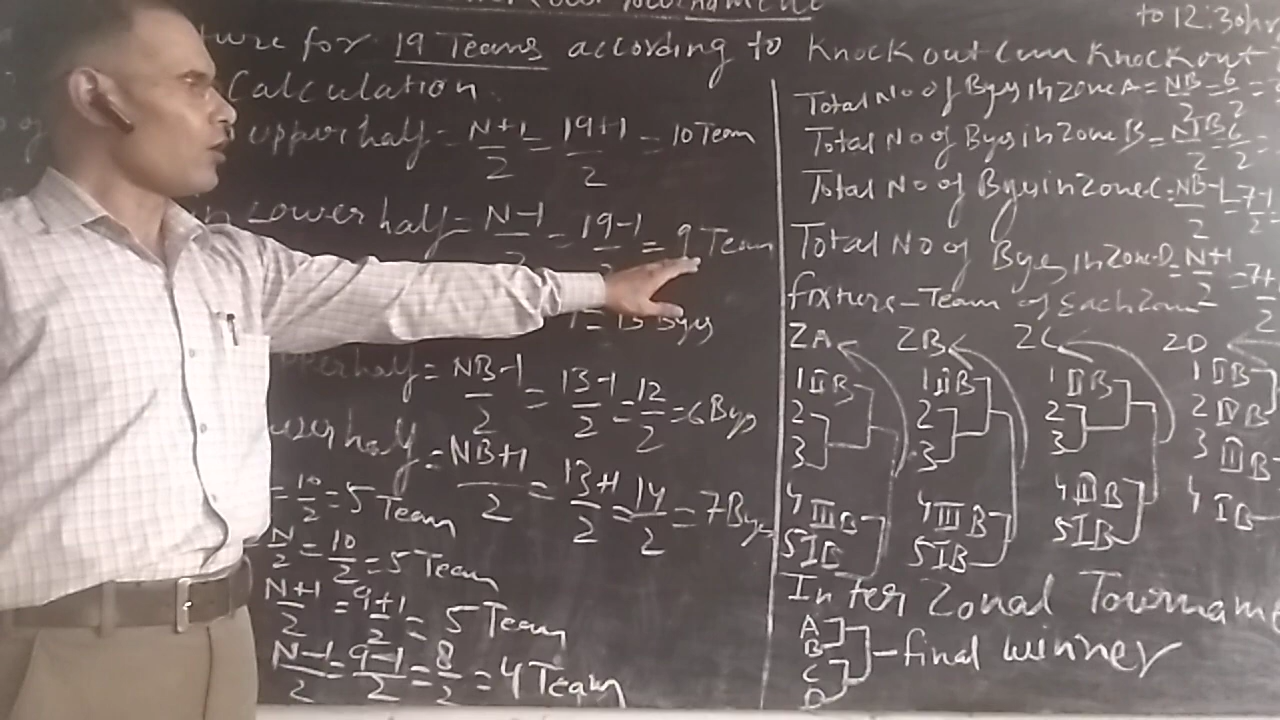 to 12:30hr
ture for 19 Teams according to Knockout Cum Knockout
Calculation
upper half = N+1/2 = 19+1/2 = 10 Team
in Lower half = N-1/2 = 19-1/2 = 9 Team
= 13 Byes
upper half = NB-1/2 = 13-1/2 = 12/2 = 6 Byes
half = NB+1/2 = 13+1/2 = 14/2 = 7 Bye
= 10/2 = 5 Team
= N/2 = 10/2 = 5 Team
N+1/2 = 9+1/2 = 5 Team
N-1/2 = 9-1/2 = 8/2 = 4 Team
Total No of Byes in Zone A = NB/2 = 6/2 =
Total No of Byes in Zone B = NB/2 = 6/2 =
Total No of Byes in Zone C = NB-1/2 = 7-1/2 =
Total No of Byes in Zone-D = N+1/2 = 7+/2
fixture - Team of Each Zone
ZA ZB ZC ZD
1 II B 1 II B 1 II B 1 II B
2 2 2 2 IV B
3 3 3 3 III B
4 III B 4 III B 4 III B 4 I B
5 I B 5 I B 5 I B
Inter Zonal Tourname
A
B
C
D
final winner